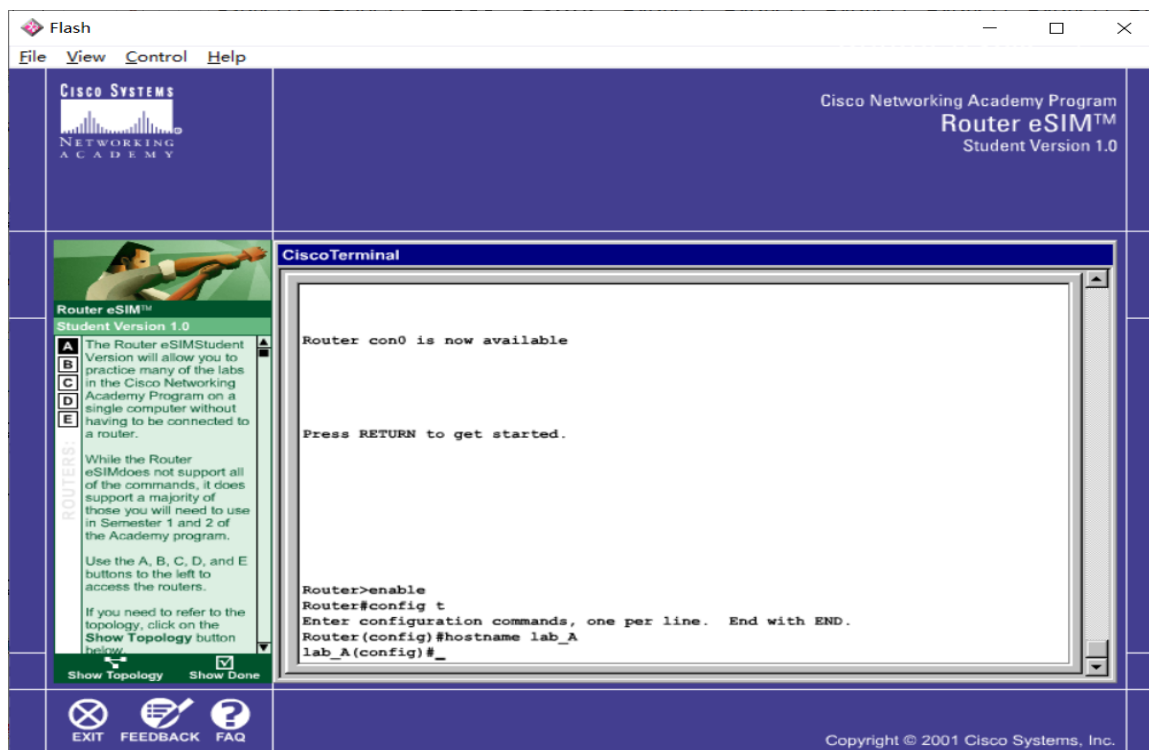 Flash
File View Control Help
CISCO SYSTEMS
NETWORKING
ACADEMY
Cisco Networking Academy Program
Router eSIM™
Student Version 1.0
Router eSIM™
Student Version 1.0
A
B
C
D
E
ROUTERS:
The Router eSIMStudent
Version will allow you to
practice many of the labs
in the Cisco Networking
Academy Program on a
single computer without
having to be connected to
a router.
While the Router
eSIMdoes not support all
of the commands, it does
support a majority of
those you will need to use
in Semester 1 and 2 of
the Academy program.
Use the A, B, C, D, and E
buttons to the left to
access the routers.
If you need to refer to the
topology, click on the
Show Topology button
below.
Show Topology Show Done
CiscoTerminal
Router con0 is now available
Press RETURN to get started.
Router>enable
Router#config t
Enter configuration commands, one per line. End with END.
Router(config)#hostname lab_A
lab_A(config)#_
EXIT FEEDBACK FAQ
Copyright © 2001 Cisco Systems, Inc.